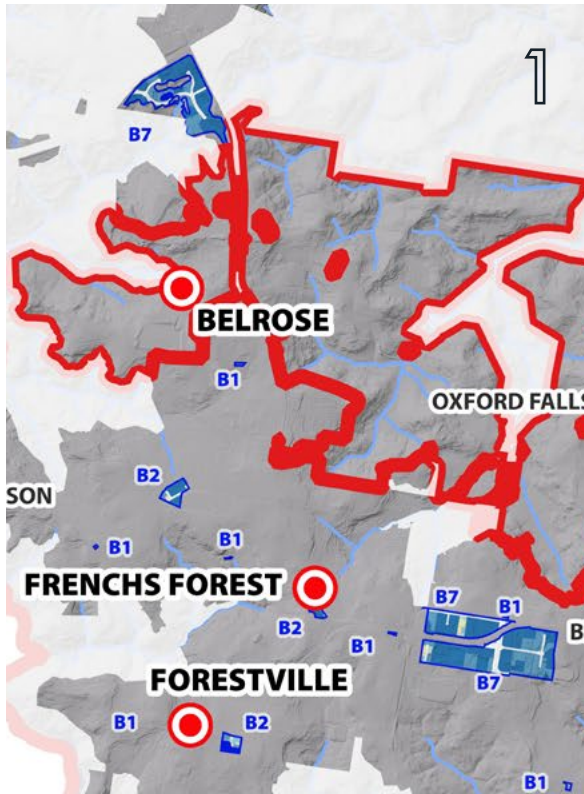 1
B7
BELROSE
B1
OXFORD FALLS
B2
SON
B1
B1
FRENCHS FOREST
B2
B1
B7
B1
B
B7
FORESTVILLE
B1
B2
B1